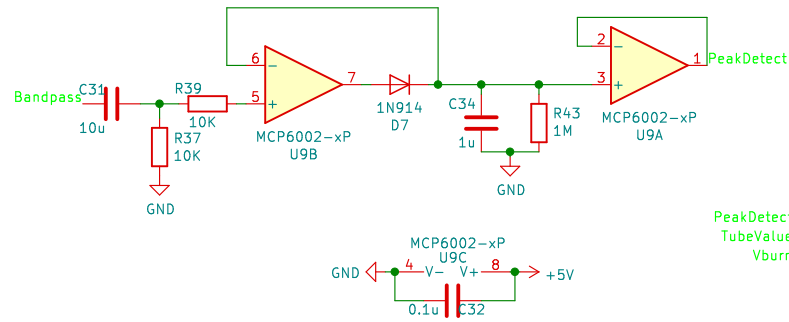 Bandpass
C31
10u
R37
10K
GND
R39
10K
6
5
7
MCP6002-xP
U9B
1N914
D7
C34
1u
R43
1M
GND
2
3
1
PeakDetect
MCP6002-xP
U9A
MCP6002-xP
U9C
GND
4
V-
V+
8
+5V
0.1u
C32
PeakDetect
TubeValue
Vburr